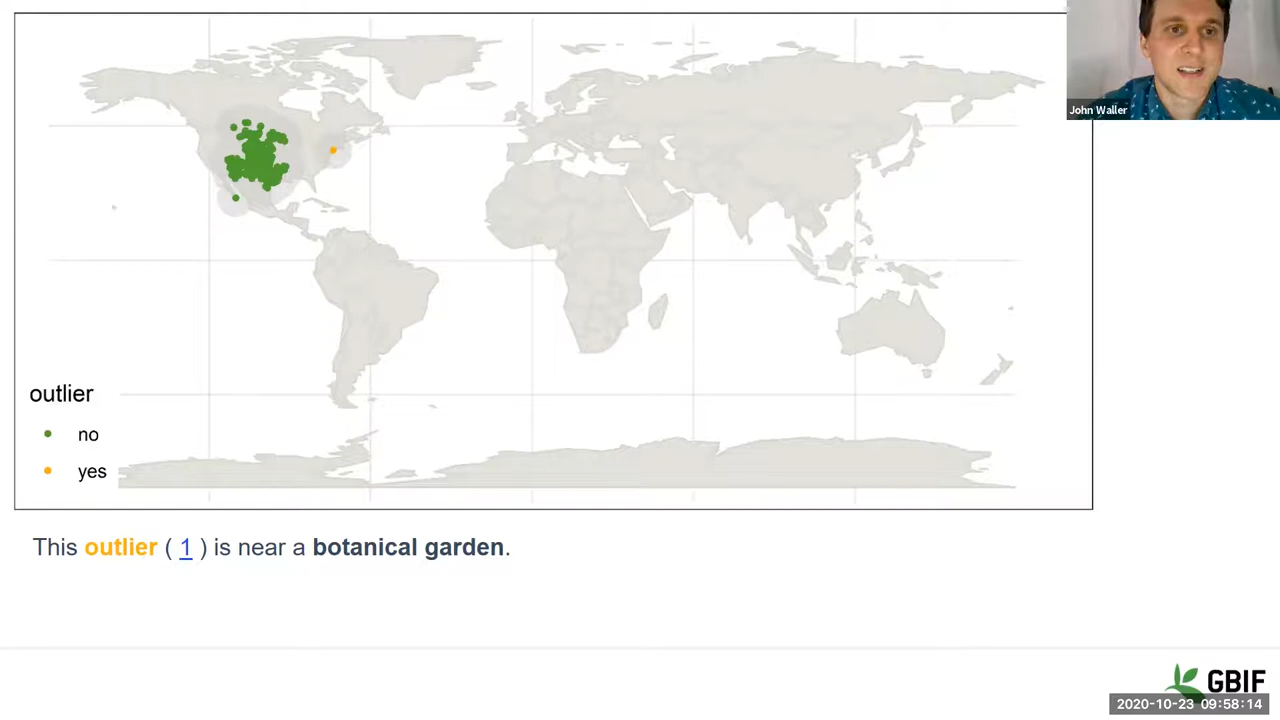 John Waller
outlier
no
yes
This outlier ( 1 ) is near a botanical garden.
GBIF
2020-10-23 09:58:14